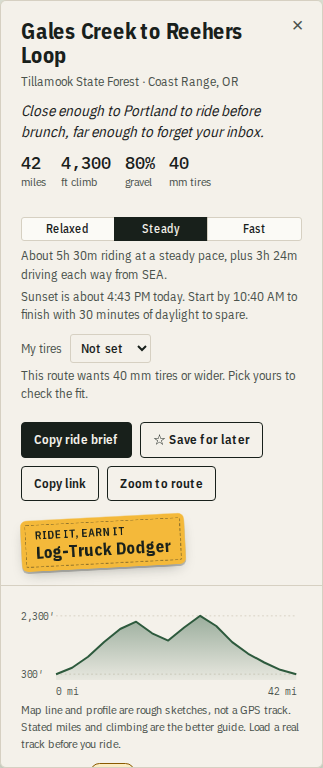 Gales Creek to Reehers
Loop
×
Tillamook State Forest · Coast Range, OR
Close enough to Portland to ride before
brunch, far enough to forget your inbox.
42 4,300 80% 40
miles ft climb gravel mm tires
Relaxed Steady Fast
About 5h 30m riding at a steady pace, plus 3h 24m
driving each way from SEA.
Sunset is about 4:43 PM today. Start by 10:40 AM to
finish with 30 minutes of daylight to spare.
My tires Not set
This route wants 40 mm tires or wider. Pick yours to
check the fit.
Copy ride brief ☆ Save for later
Copy link Zoom to route
RIDE IT, EARN IT
Log-Truck Dodger
2,300′
300′
0 mi 42 mi
Map line and profile are rough sketches, not a GPS track.
Stated miles and climbing are the better guide. Load a real
track before you ride.